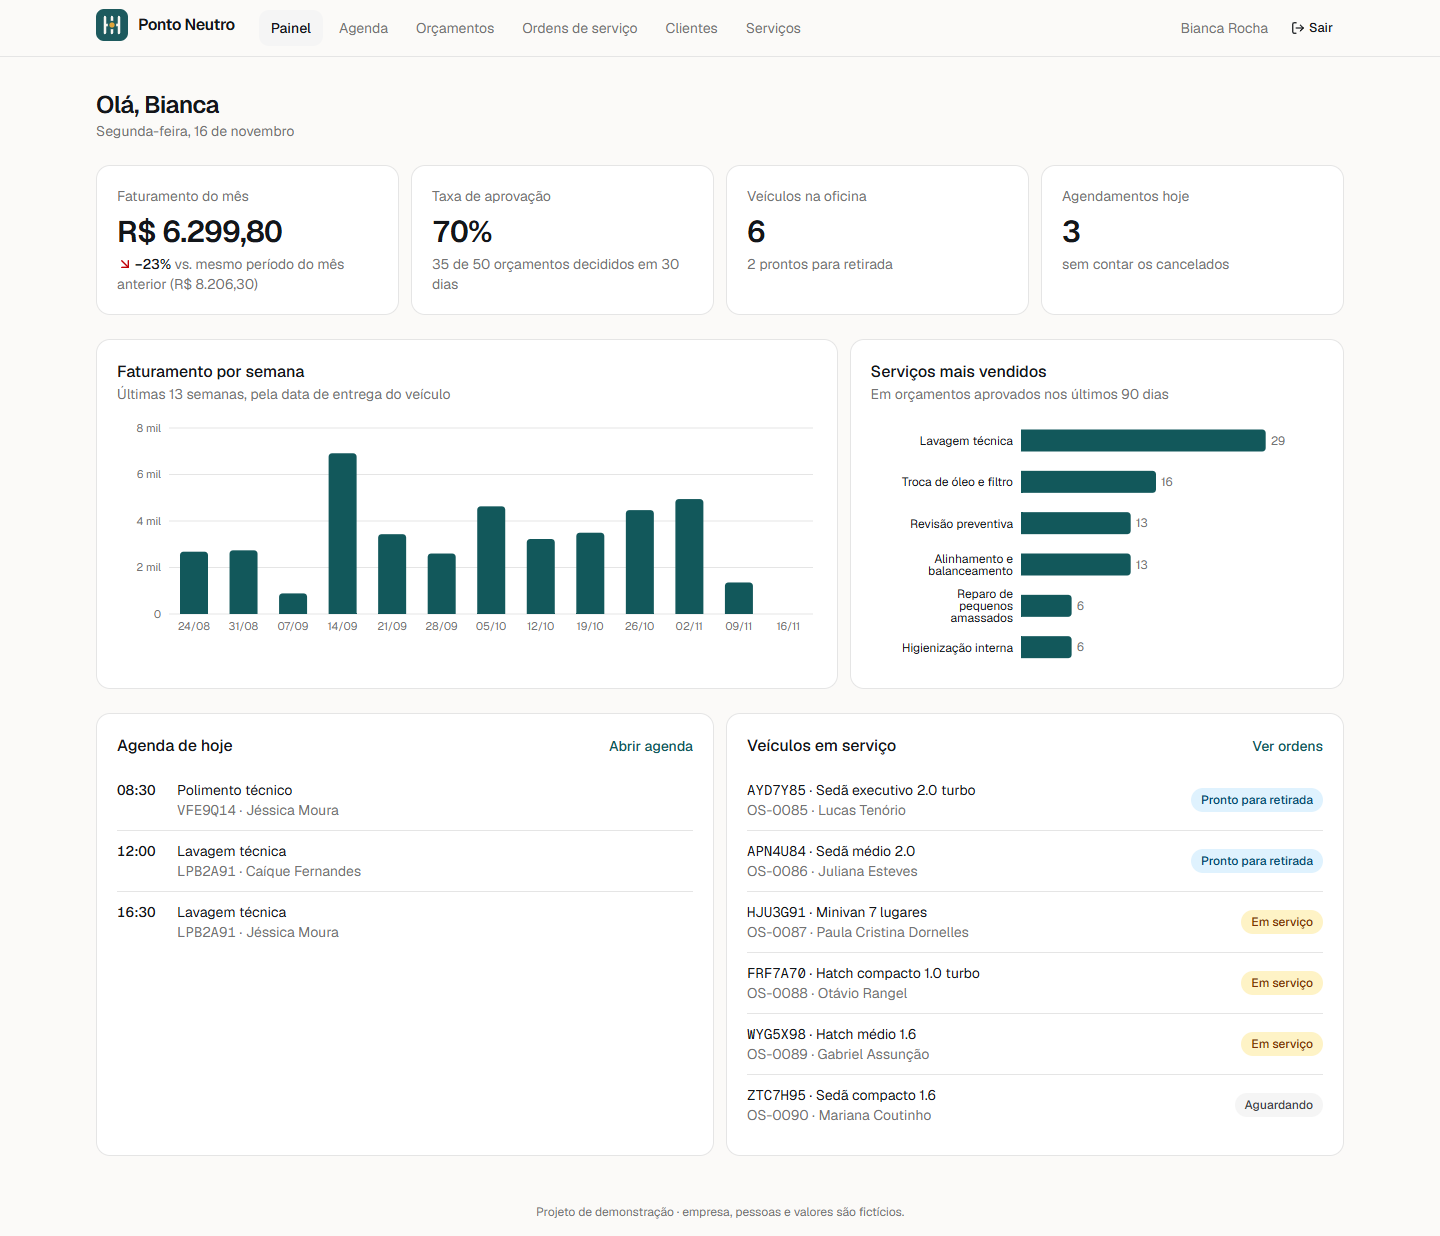 Ponto Neutro
Painel
Agenda
Orçamentos
Ordens de serviço
Clientes
Serviços
Bianca Rocha
Sair
Olá, Bianca
Segunda-feira, 16 de novembro
Faturamento do mês
R$ 6.299,80
−23% vs. mesmo período do mês
anterior (R$ 8.206,30)
Taxa de aprovação
70%
35 de 50 orçamentos decididos em 30
dias
Veículos na oficina
6
2 prontos para retirada
Agendamentos hoje
3
sem contar os cancelados
Faturamento por semana
Últimas 13 semanas, pela data de entrega do veículo
8 mil
6 mil
4 mil
2 mil
0
24/08 31/08 07/09 14/09 21/09 28/09 05/10 12/10 19/10 26/10 02/11 09/11 16/11
Serviços mais vendidos
Em orçamentos aprovados nos últimos 90 dias
Lavagem técnica 29
Troca de óleo e filtro 16
Revisão preventiva 13
Alinhamento e
balanceamento 13
Reparo de
pequenos 6
amassados
Higienização interna 6
Agenda de hoje
Abrir agenda
08:30 Polimento técnico
VFE9Q14 · Jéssica Moura
12:00 Lavagem técnica
LPB2A91 · Caíque Fernandes
16:30 Lavagem técnica
LPB2A91 · Jéssica Moura
Veículos em serviço
Ver ordens
AYD7Y85 · Sedã executivo 2.0 turbo
OS-0085 · Lucas Tenório
Pronto para retirada
APN4U84 · Sedã médio 2.0
OS-0086 · Juliana Esteves
Pronto para retirada
HJU3G91 · Minivan 7 lugares
OS-0087 · Paula Cristina Dornelles
Em serviço
FRF7A70 · Hatch compacto 1.0 turbo
OS-0088 · Otávio Rangel
Em serviço
WYG5X98 · Hatch médio 1.6
OS-0089 · Gabriel Assunção
Em serviço
ZTC7H95 · Sedã compacto 1.6
OS-0090 · Mariana Coutinho
Aguardando
Projeto de demonstração · empresa, pessoas e valores são fictícios.